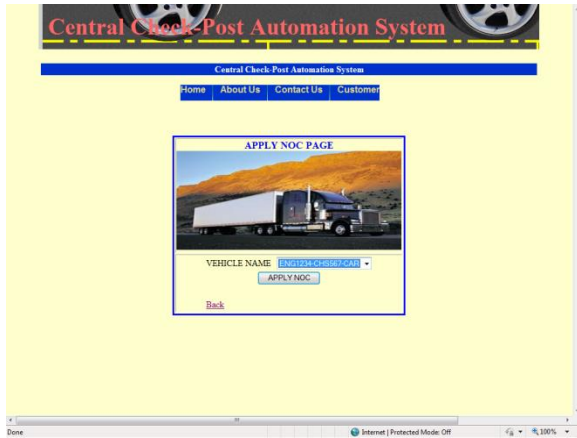 Central Check-Post Automation System
Central Check-Post Automation System
Home About Us Contact Us Customer
APPLY NOC PAGE
VEHICLE NAME ENG1234-CHS567-CAR
APPLY NOC
Back
Done Internet | Protected Mode: Off 100%